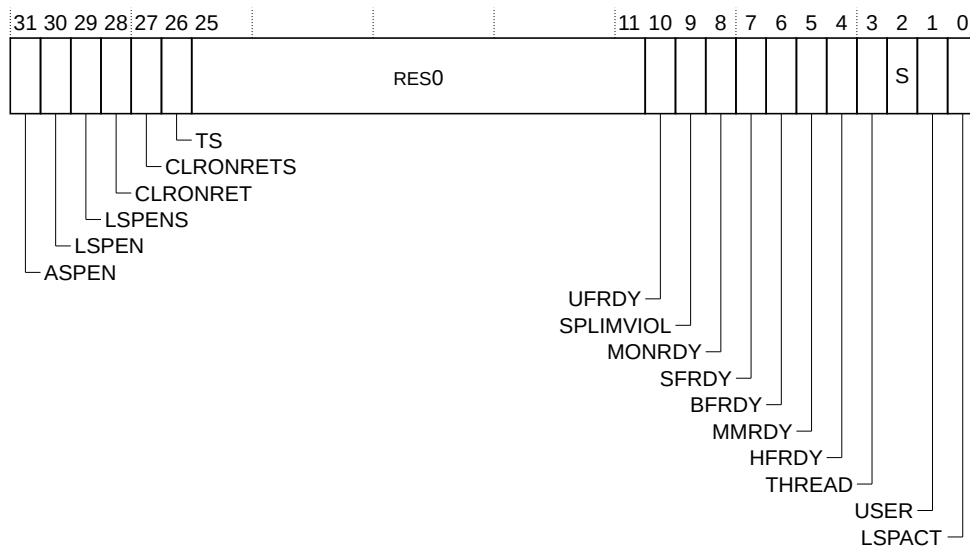 31 30 29 28 27 26 25 11 10 9 8 7 6 5 4 3 2 1 0
RES0 S
TS
CLRONRETS
CLRONRET
LSPENS
LSPEN
ASPEN
UFRDY
SPLIMVIOL
MONRDY
SFRDY
BFRDY
MMRDY
HFRDY
THREAD
USER
LSPACT